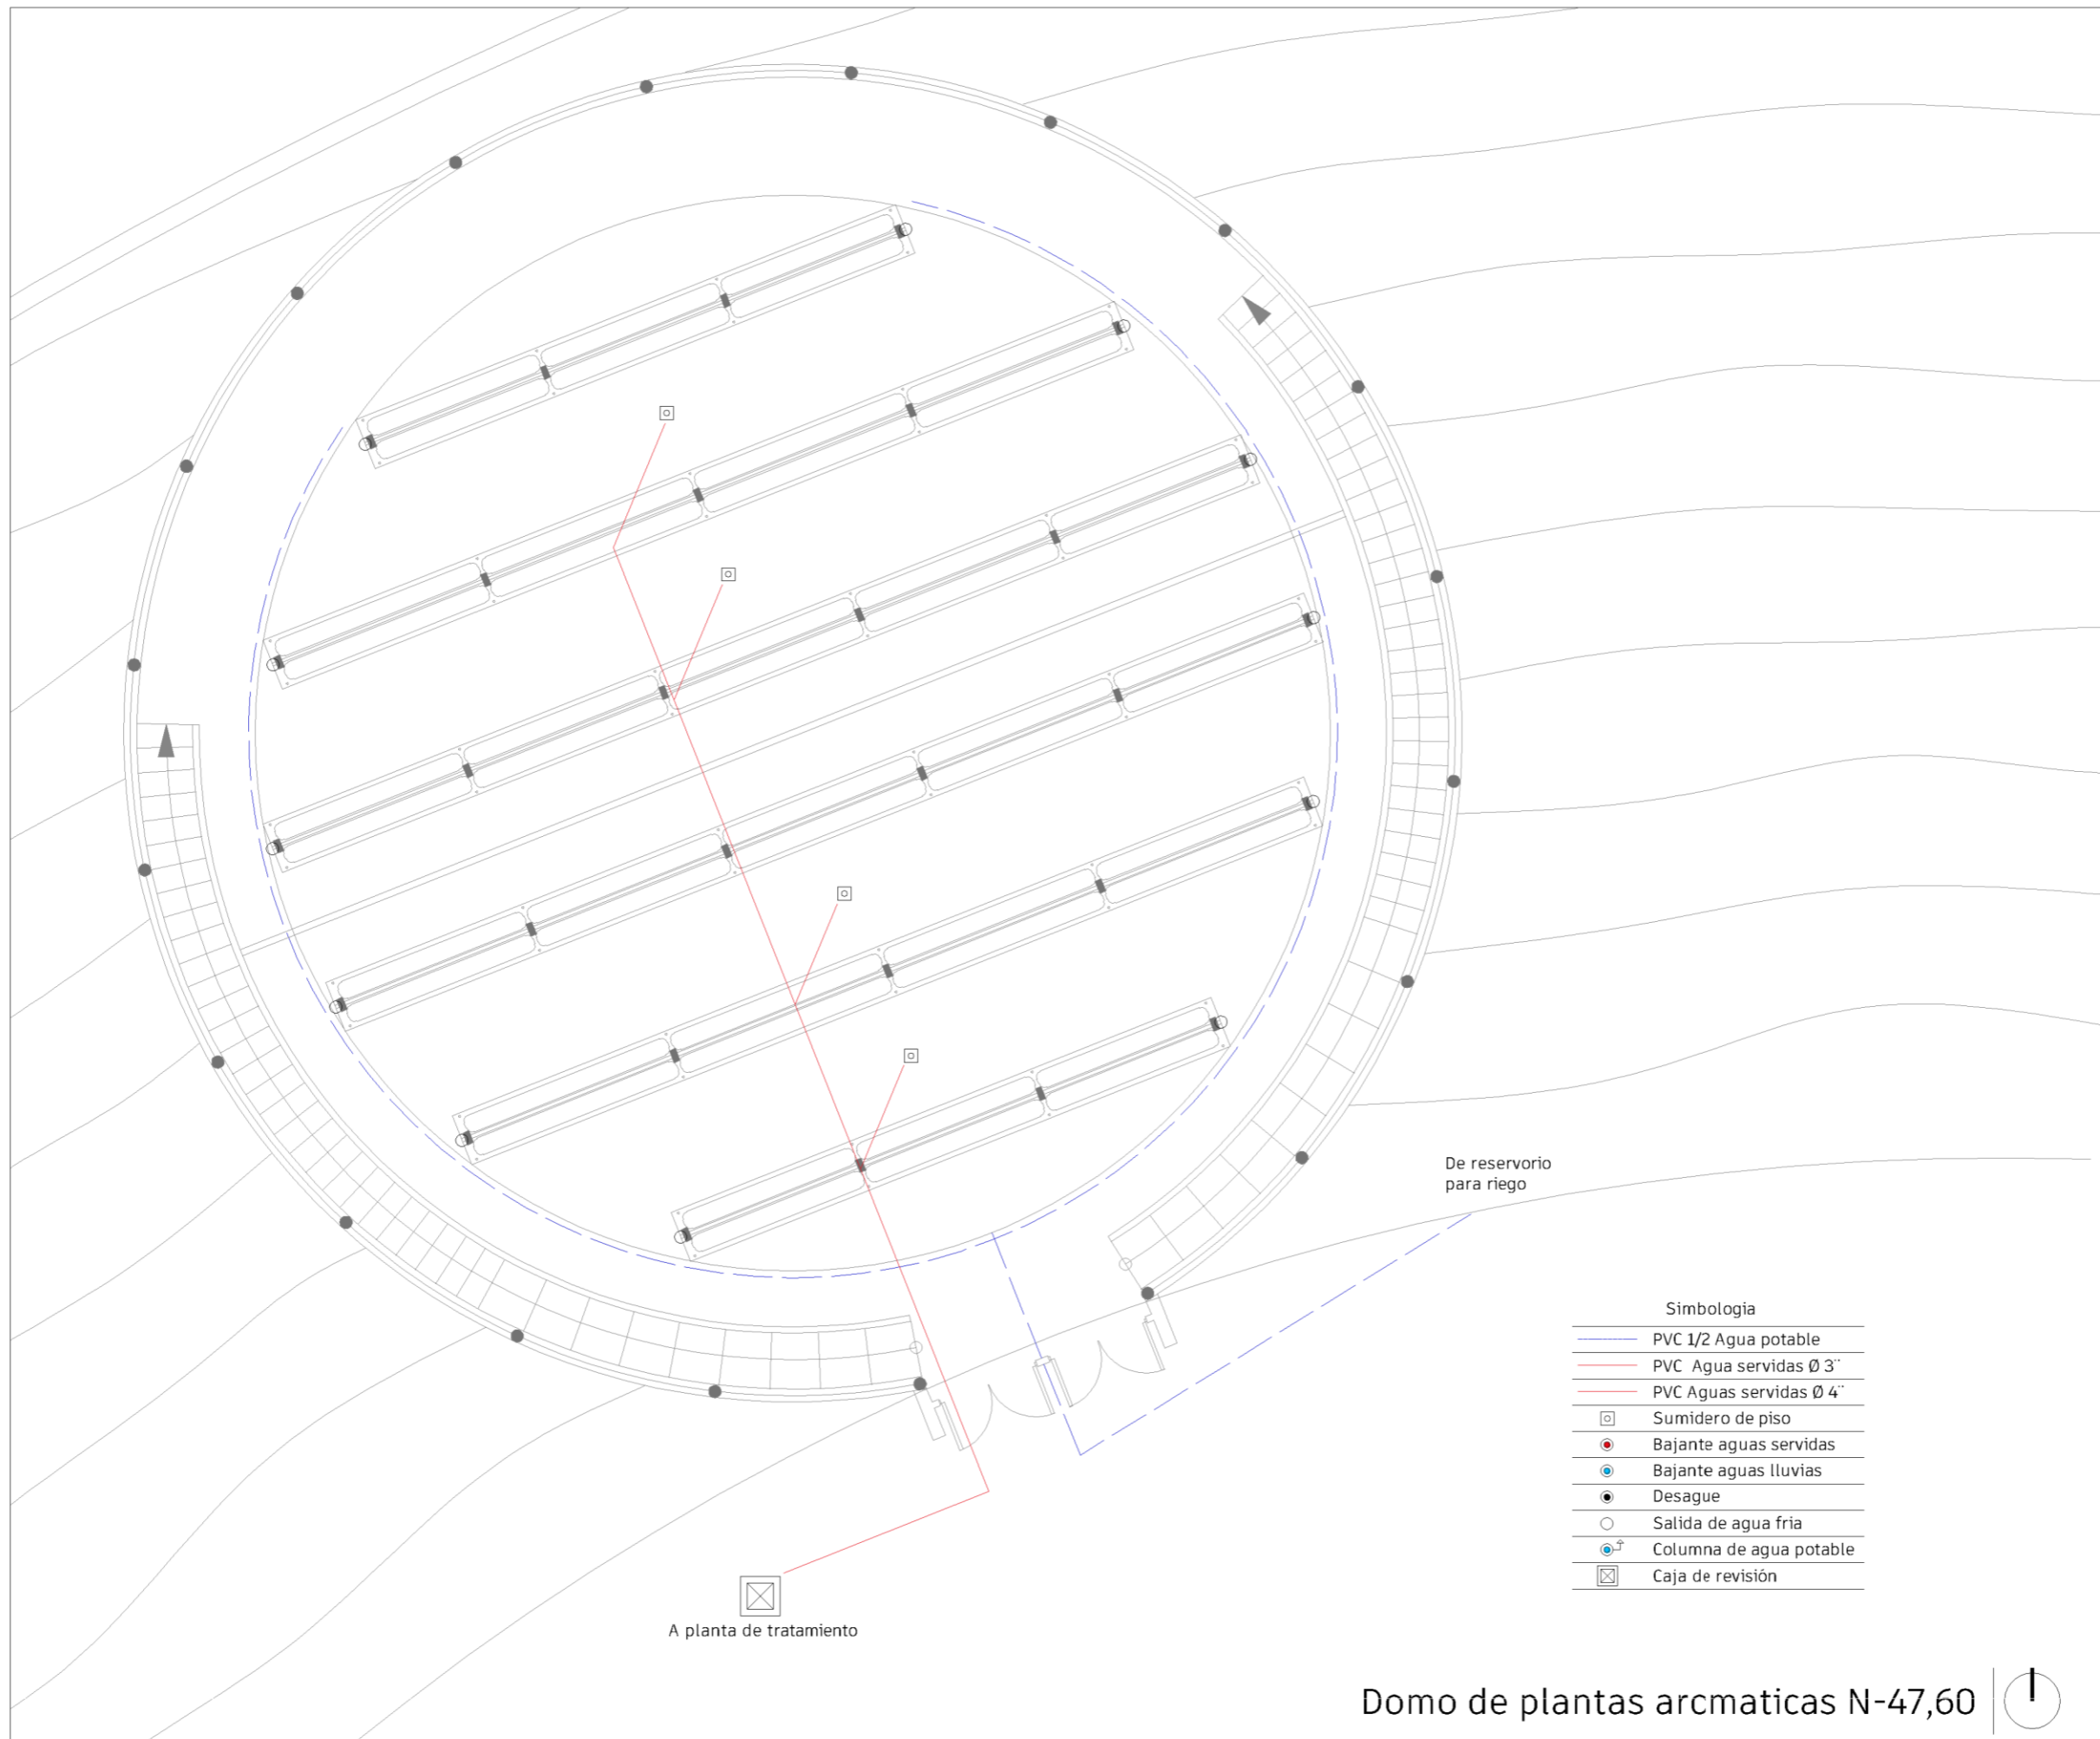 De reservorio
para riego
Simbologia
PVC 1/2 Agua potable
PVC Agua servidas Ø 3¨
PVC Aguas servidas Ø 4¨
Sumidero de piso
Bajante aguas servidas
Bajante aguas lluvias
Desague
Salida de agua fria
Columna de agua potable
Caja de revisión
A planta de tratamiento
Domo de plantas arcmaticas N-47,60